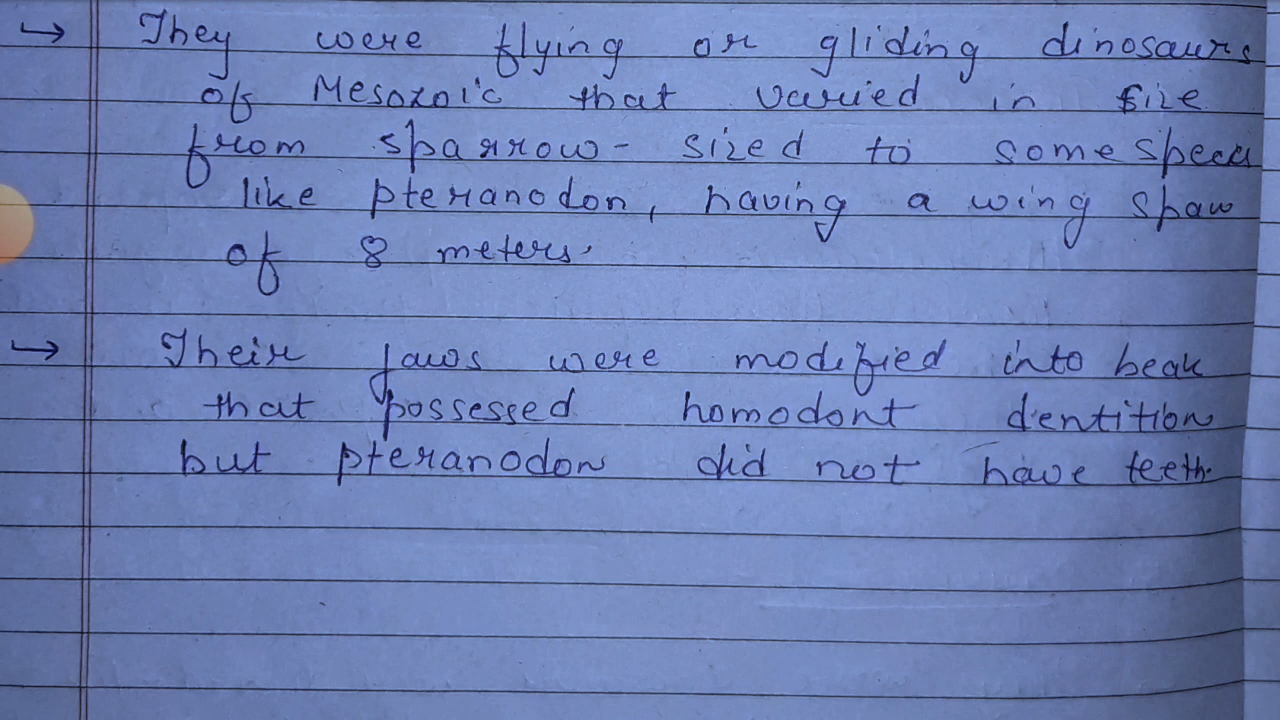 → They were flying or gliding dinosaurs
of Mesozoic that varied in size
from sparrow-sized to some species
like pteranodon, having a wing span
of 8 meters.
→ Their jaws were modified into beak
that possessed homodont dentition
but pteranodon did not have teeth.